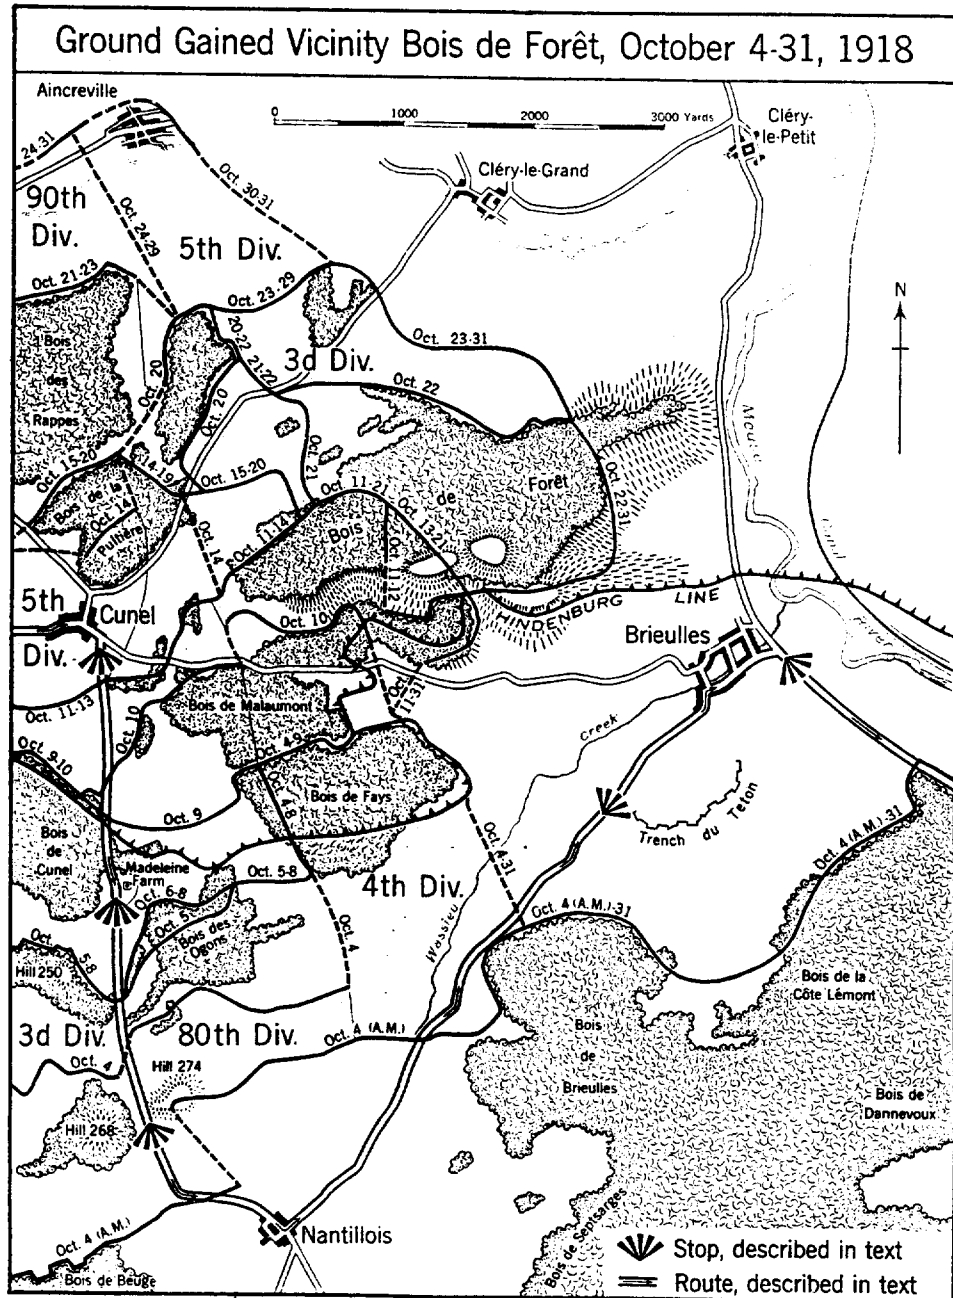 Ground Gained Vicinity Bois de Forêt, October 4-31, 1918
Aincreville
0 1000 2000 3000 Yards
Cléry-
le-Petit
24-31
Cléry-le-Grand
Oct. 30-31
90th
Div.
Oct. 24-29
5th Div.
Oct. 21-23
Oct. 23-29
N
20-22
21-22
Oct. 23-31
3d Div.
Bois
des
Rappes
Oct. 20
Oct. 20
Oct. 22
Meuse
Oct. 15-20
14-19
Oct. 15-20
Oct. 21
Bois de la
Pultière
Oct. 14
Oct. 14
Oct. 11-14
Oct. 11-21
Oct. 13-21
Bois
de
Forêt
Oct. 22-31
Oct. 11-12
5th
Div.
Cunel
Oct. 10
HINDENBURG LINE
Brieulles
River
Oct. 11-13
Oct. 10
Bois de Malaumont
Oct.
11-31
Oct. 4-9
Creek
Oct. 9-10
Oct. 9
Oct. 4-8
Bois de Fays
Trench du Teton
Bois
de
Cunel
Madeleine
Farm
Oct. 5-8
Oct. 6-8
Oct. 5
4th Div.
Oct. 4-31
Oct. 4 (A.M.)-31
Oct. 4 (A.M.)-31
Bois des
Ogons
Oct. 4
Wassieu
Oct.
5-8
Hill 250
Bois de la
Côte Lémont
3d Div.
80th Div.
Oct. 4 (A.M.)
Oct. 4
Hill 274
Bois
de
Brieulles
Bois de
Dannevoux
Hill 268
Nantillois
Oct. 4 (A.M.)
Bois de Beuge
Bois de Septsarges
Stop, described in text
Route, described in text